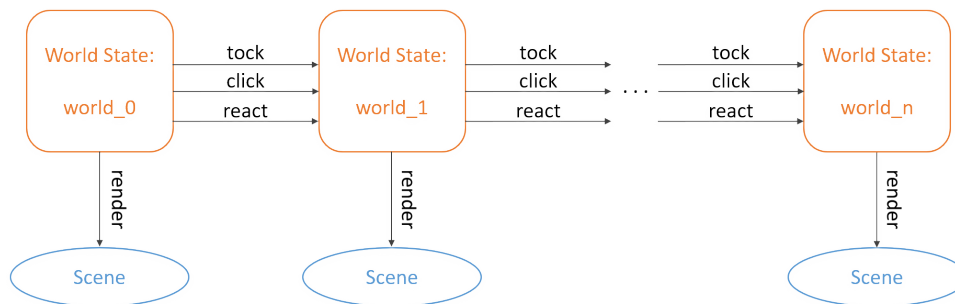 World State: tock World State: tock tock World State:
click click ... click
world_0 react world_1 react react world_n
render render render
Scene Scene Scene